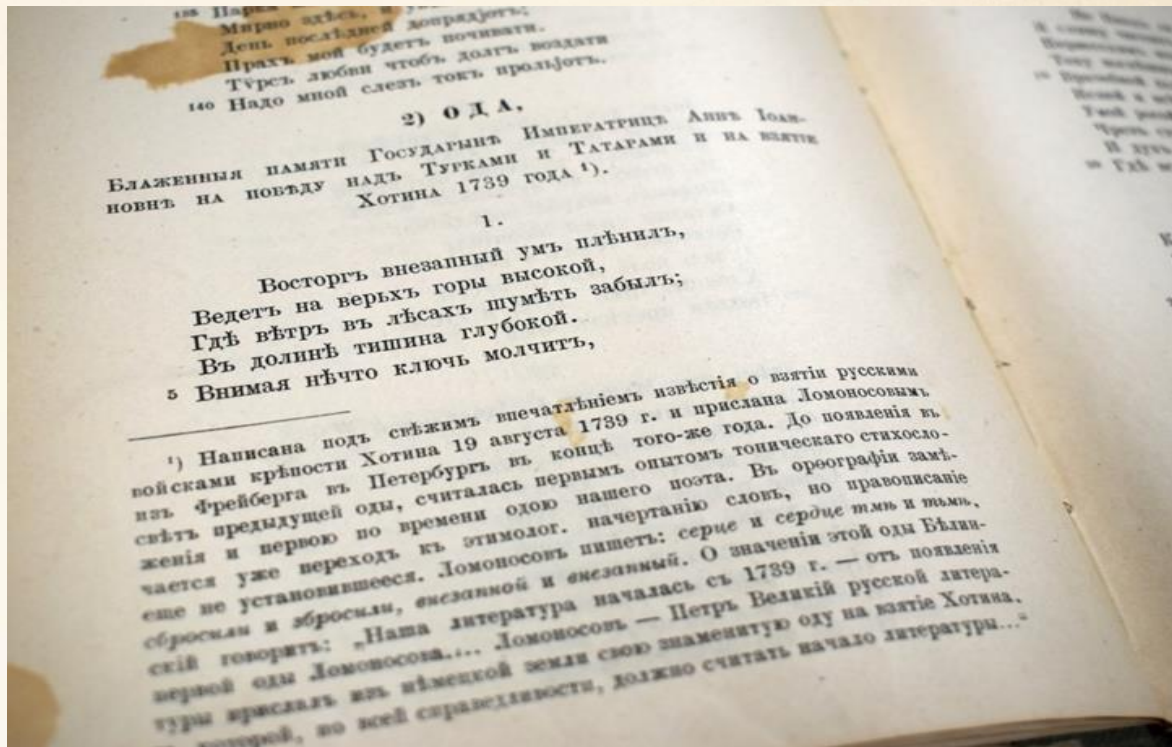 135 Парк
Мирно здѣсь, и
День послѣдней допрядјотъ;
Прахъ мой будетъ почивати.
Тѵрсъ любви чтобъ долгъ воздати
140 Надо мной слезъ токъ прольјотъ.
2) ОДА,
Блаженныя памяти Государынѣ Императрицѣ Аннѣ Іоан-
новнѣ на побѣду надъ Турками и Татарами и на взятіе
Хотина 1739 года ¹).
1.
Восторгъ внезапный умъ плѣнилъ,
Ведетъ на верьхъ горы высокой,
Гдѣ вѣтръ въ лѣсахъ шумѣть забылъ;
Въ долинѣ тишина глубокой.
5 Внимая нѣчто ключь молчитъ,
¹) Написана подъ свѣжимъ впечатлѣніемъ извѣстія о взятіи русскими
войсками крѣпости Хотина 19 августа 1739 г. и прислана Ломоносовымъ
изъ Фрейберга въ Петербургъ въ концѣ того-же года. До появленія въ
свѣтъ предыдущей оды, считалась первымъ опытомъ тоническаго стихосло-
женія и первою по времени одою нашего поэта. Въ орѳографіи замѣ-
чается уже переходъ къ этимолог. начертанію словъ, но правописаніе
еще не установившееся. Ломоносовъ пишетъ: серце и сердце тмъ и тьмъ,
сбросили и збросили, внезапной и внезапный. О значеніи этой оды Бѣлин-
скій говоритъ: „Наша литература началась съ 1739 г. — отъ появленія
первой оды Ломоносова.... Ломоносовъ — Петръ Великій русской литера-
туры прислалъ изъ нѣмецкой земли свою знаменитую оду на взятіе Хотина,
которой, по всей справедливости, должно считать начало литературы..."